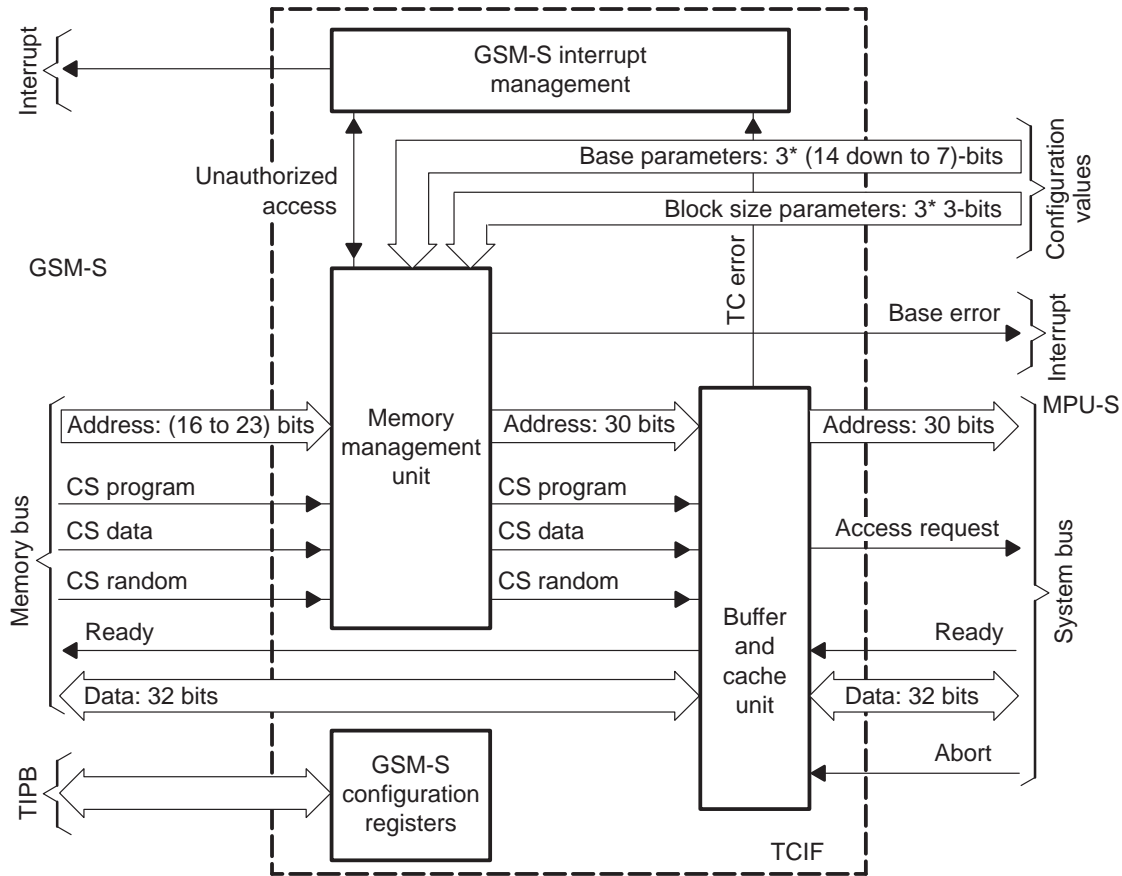 GSM-S interrupt
management
Interrupt
Base parameters: 3* (14 down to 7)-bits
Unauthorized
access
Block size parameters: 3* 3-bits
Configuration
values
GSM-S
TC error
Base error
Interrupt
MPU-S
Address: (16 to 23) bits
Memory
management
unit
Address: 30 bits
Address: 30 bits
CS program
CS program
CS data
CS data
Access request
CS random
CS random
Memory bus
System bus
Ready
Buffer
and
cache
unit
Ready
Data: 32 bits
Data: 32 bits
Abort
TIPB
GSM-S
configuration
registers
TCIF